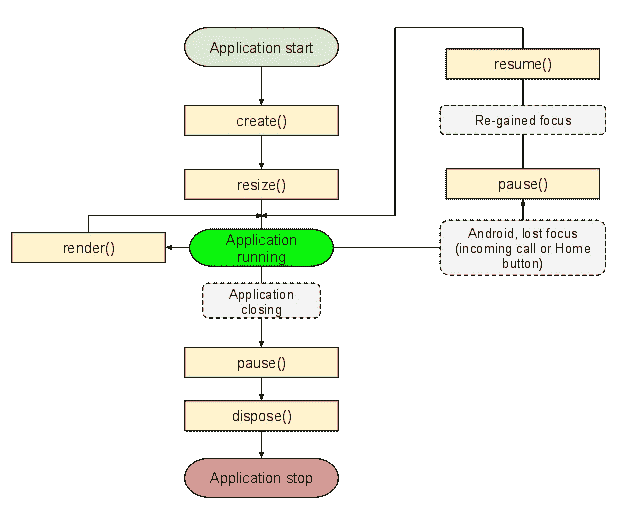 Application start
resume()
create()
Re-gained focus
resize()
pause()
render()
Application
running
Android, lost focus
(incoming call or Home
button)
Application
closing
pause()
dispose()
Application stop